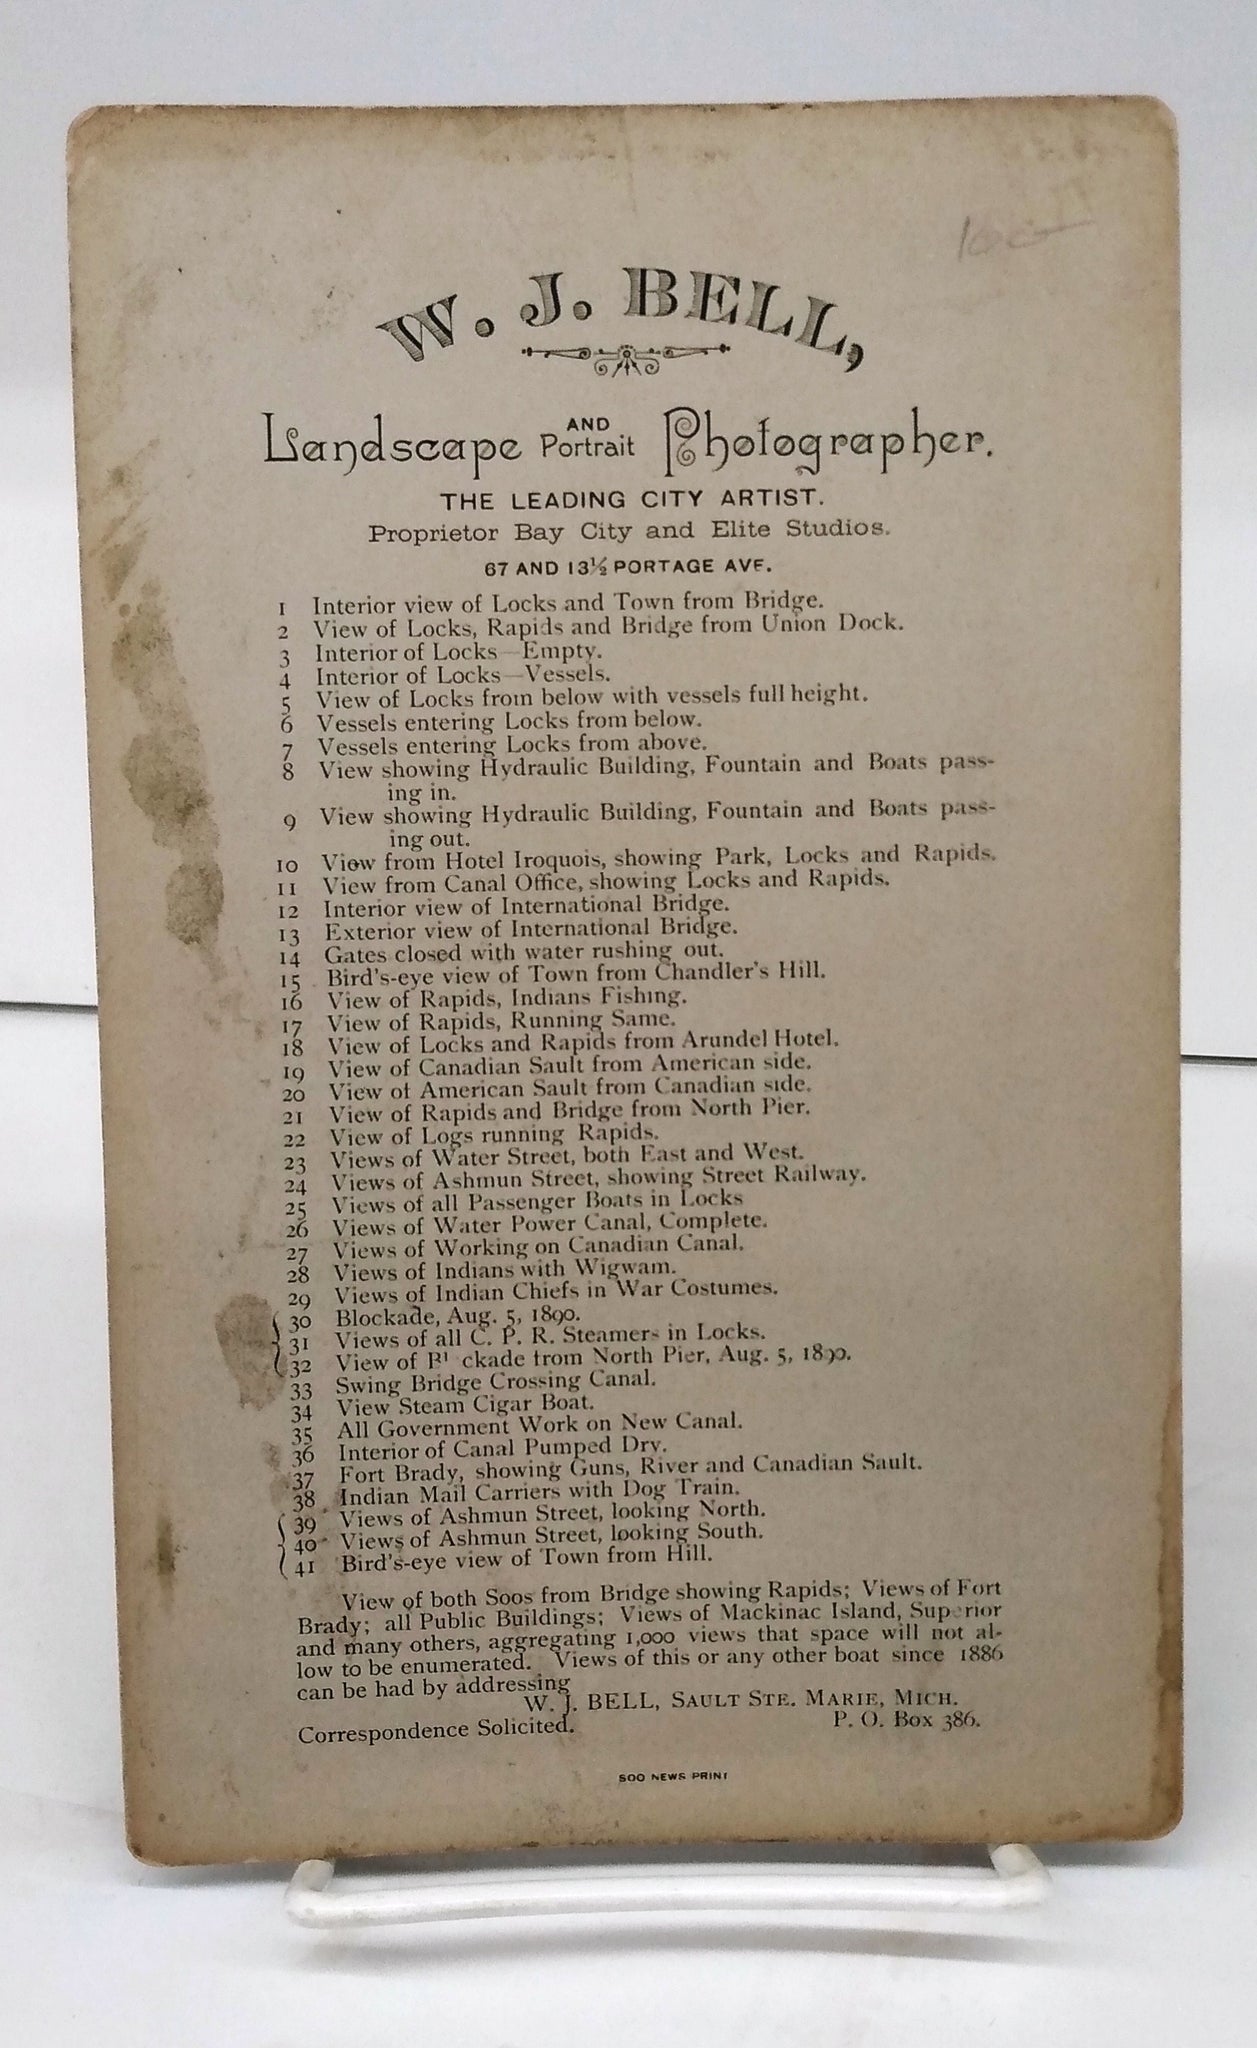 W. J. BELL,
Landscape AND Portrait Photographer.
THE LEADING CITY ARTIST.
Proprietor Bay City and Elite Studios.
67 AND 13½ PORTAGE AVE.
1 Interior view of Locks and Town from Bridge.
2 View of Locks, Rapids and Bridge from Union Dock.
3 Interior of Locks—Empty.
4 Interior of Locks—Vessels.
5 View of Locks from below with vessels full height.
6 Vessels entering Locks from below.
7 Vessels entering Locks from above.
8 View showing Hydraulic Building, Fountain and Boats pass-
ing in.
9 View showing Hydraulic Building, Fountain and Boats pass-
ing out.
10 View from Hotel Iroquois, showing Park, Locks and Rapids.
11 View from Canal Office, showing Locks and Rapids.
12 Interior view of International Bridge.
13 Exterior view of International Bridge.
14 Gates closed with water rushing out.
15 Bird's-eye view of Town from Chandler's Hill.
16 View of Rapids, Indians Fishing.
17 View of Rapids, Running Same.
18 View of Locks and Rapids from Arundel Hotel.
19 View of Canadian Sault from American side.
20 View of American Sault from Canadian side.
21 View of Rapids and Bridge from North Pier.
22 View of Logs running Rapids.
23 Views of Water Street, both East and West.
24 Views of Ashmun Street, showing Street Railway.
25 Views of all Passenger Boats in Locks
26 Views of Water Power Canal, Complete.
27 Views of Working on Canadian Canal.
28 Views of Indians with Wigwam.
29 Views of Indian Chiefs in War Costumes.
30 Blockade, Aug. 5, 1890.
31 Views of all C. P. R. Steamers in Locks.
32 View of Bl ckade from North Pier, Aug. 5, 1890.
33 Swing Bridge Crossing Canal.
34 View Steam Cigar Boat.
35 All Government Work on New Canal.
36 Interior of Canal Pumped Dry.
37 Fort Brady, showing Guns, River and Canadian Sault.
38 Indian Mail Carriers with Dog Train.
39 Views of Ashmun Street, looking North.
40 Views of Ashmun Street, looking South.
41 Bird's-eye view of Town from Hill.
View of both Soos from Bridge showing Rapids; Views of Fort
Brady; all Public Buildings; Views of Mackinac Island, Superior
and many others, aggregating 1,000 views that space will not al-
low to be enumerated. Views of this or any other boat since 1886
can be had by addressing
W. J. BELL, SAULT STE. MARIE, MICH.
Correspondence Solicited. P. O. Box 386.
SOO NEWS PRINT